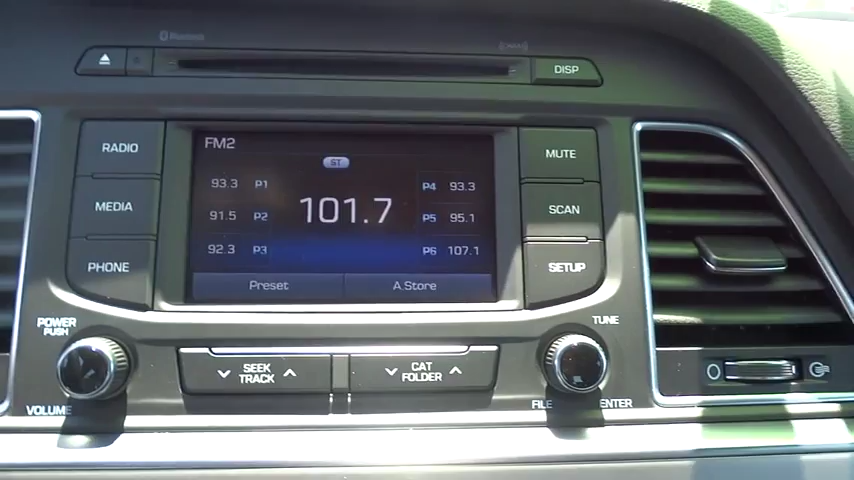 Bluetooth
DISP
RADIO
FM2
MUTE
ST
93.3 P1
P4 93.3
MEDIA
101.7
SCAN
91.5 P2
P5 95.1
92.3 P3
P6 107.1
PHONE
SETUP
Preset
A.Store
POWER
PUSH
TUNE
SEEK
TRACK
CAT
FOLDER
VOLUME
FILE
ENTER